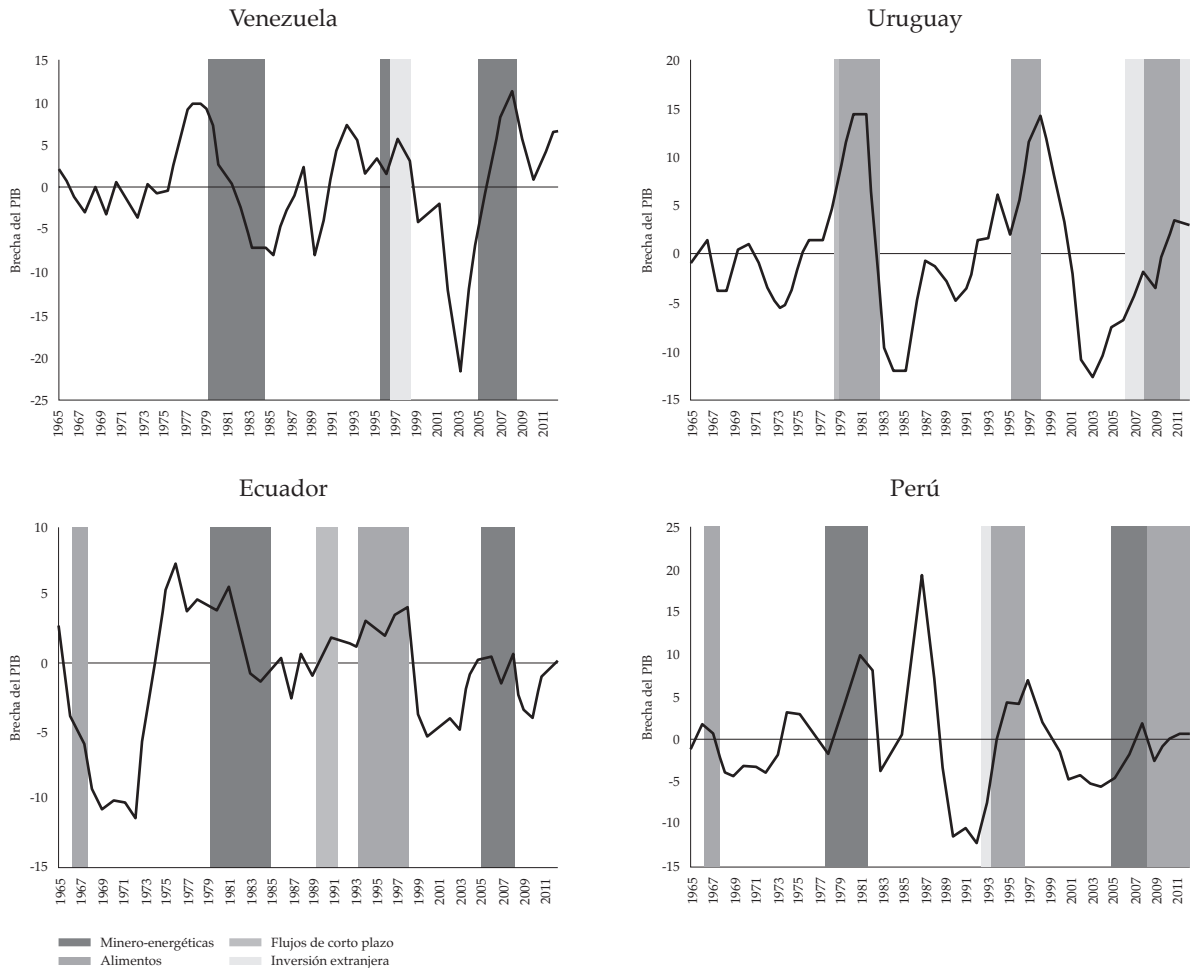 Venezuela
Brecha del PIB
15
10
5
0
-5
-10
-15
-20
-25
1965 1967 1969 1971 1973 1975 1977 1979 1981 1983 1985 1987 1989 1991 1993 1995 1997 1999 2001 2003 2005 2007 2009 2011
Uruguay
Brecha del PIB
20
15
10
5
0
-5
-10
-15
1965 1967 1969 1971 1973 1975 1977 1979 1981 1983 1985 1987 1989 1991 1993 1995 1997 1999 2001 2003 2005 2007 2009 2011
Ecuador
Brecha del PIB
10
5
0
-5
-10
-15
1965 1967 1969 1971 1973 1975 1977 1979 1981 1983 1985 1987 1989 1991 1993 1995 1997 1999 2001 2003 2005 2007 2009 2011
Perú
Brecha del PIB
25
20
15
10
5
0
-5
-10
-15
1965 1967 1969 1971 1973 1975 1977 1979 1981 1983 1985 1987 1989 1991 1993 1995 1997 1999 2001 2003 2005 2007 2009 2011
Minero-energéticas
Flujos de corto plazo
Alimentos
Inversión extranjera